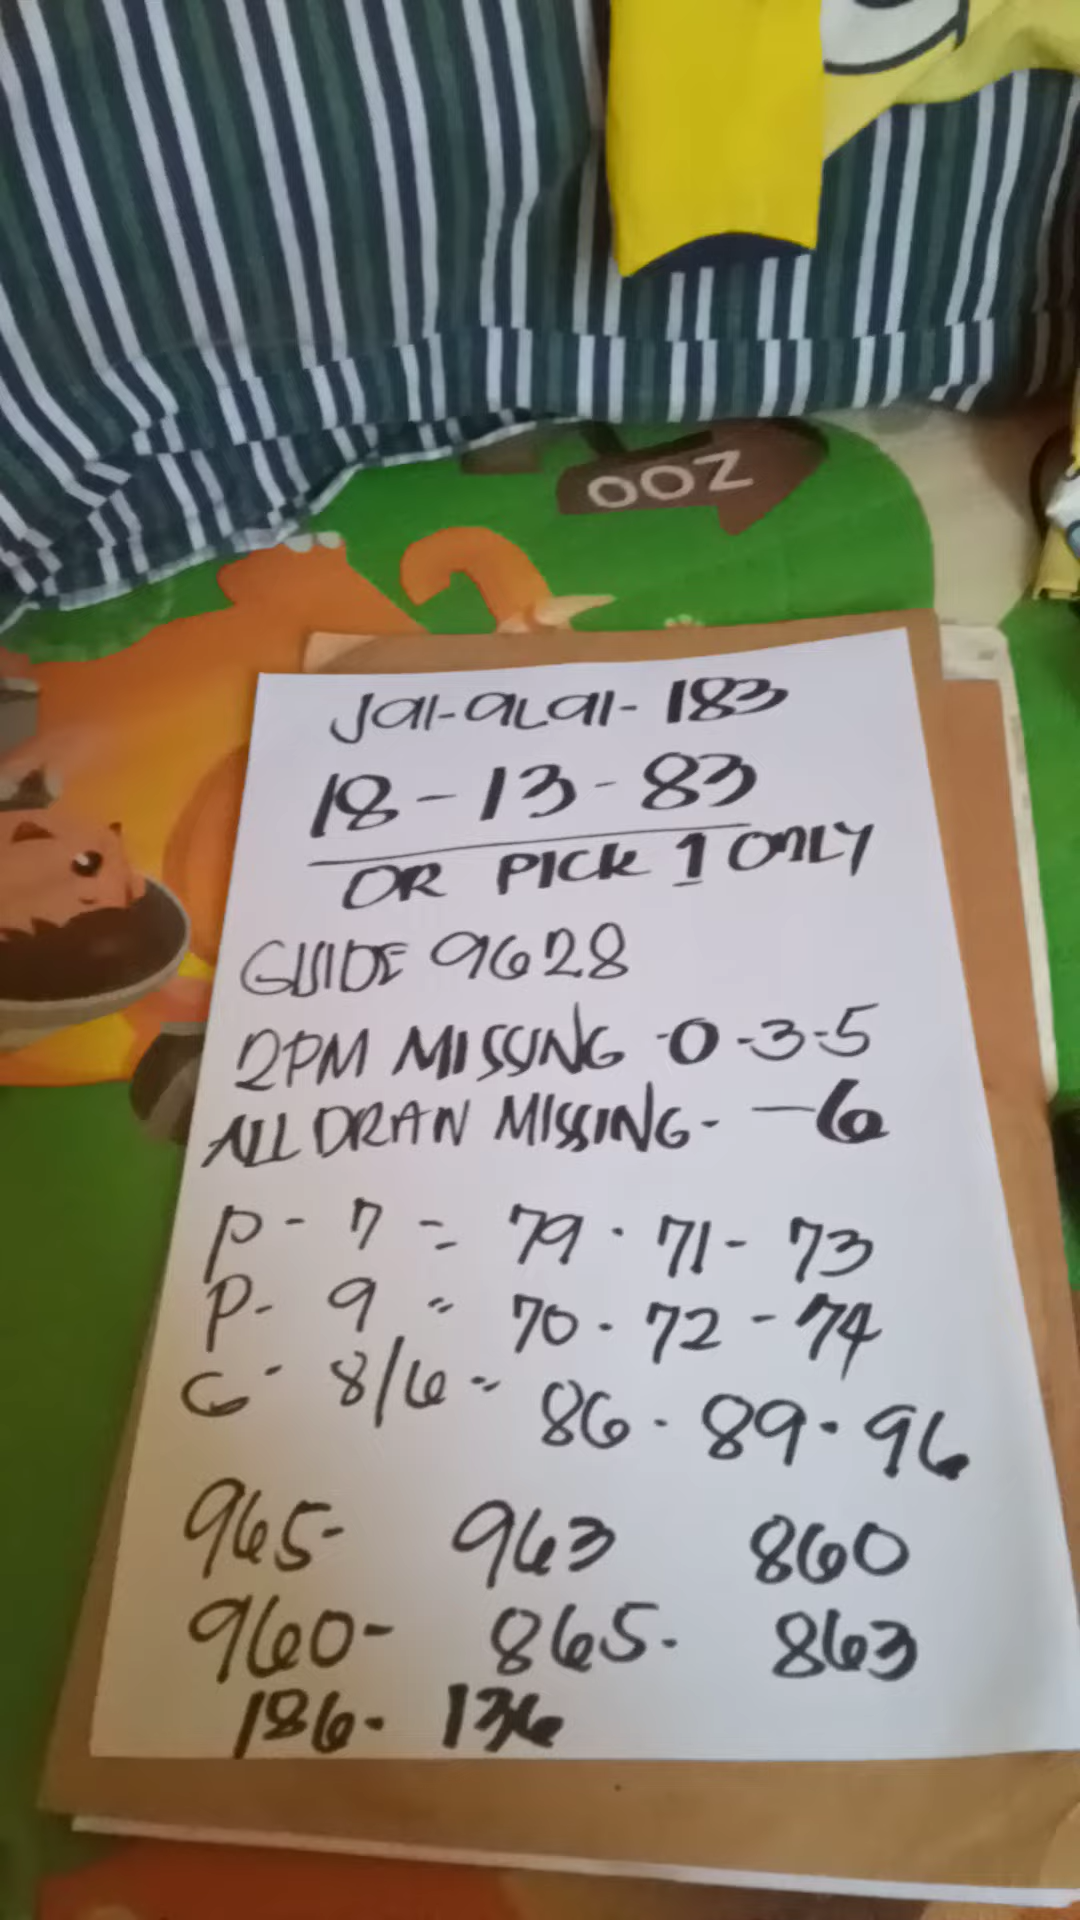 ZOO
Jai-aLai- 183
18-13-83
OR PICK 1 ONLY
GUIDE 9628
2PM MISSING -0-3-5
ALL DRAN MISSING- -6
P-7 = 79-71-73
P-9 = 70-72-74
C-8/6= 86-89-96
965- 963 860
960- 865- 863
186- 136